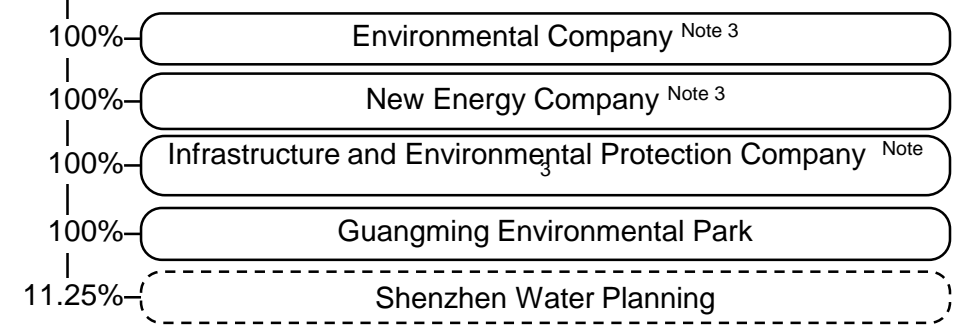 100% Environmental Company Note 3
100% New Energy Company Note 3
100% Infrastructure and Environmental Protection Company Note
3
100% Guangming Environmental Park
11.25% Shenzhen Water Planning